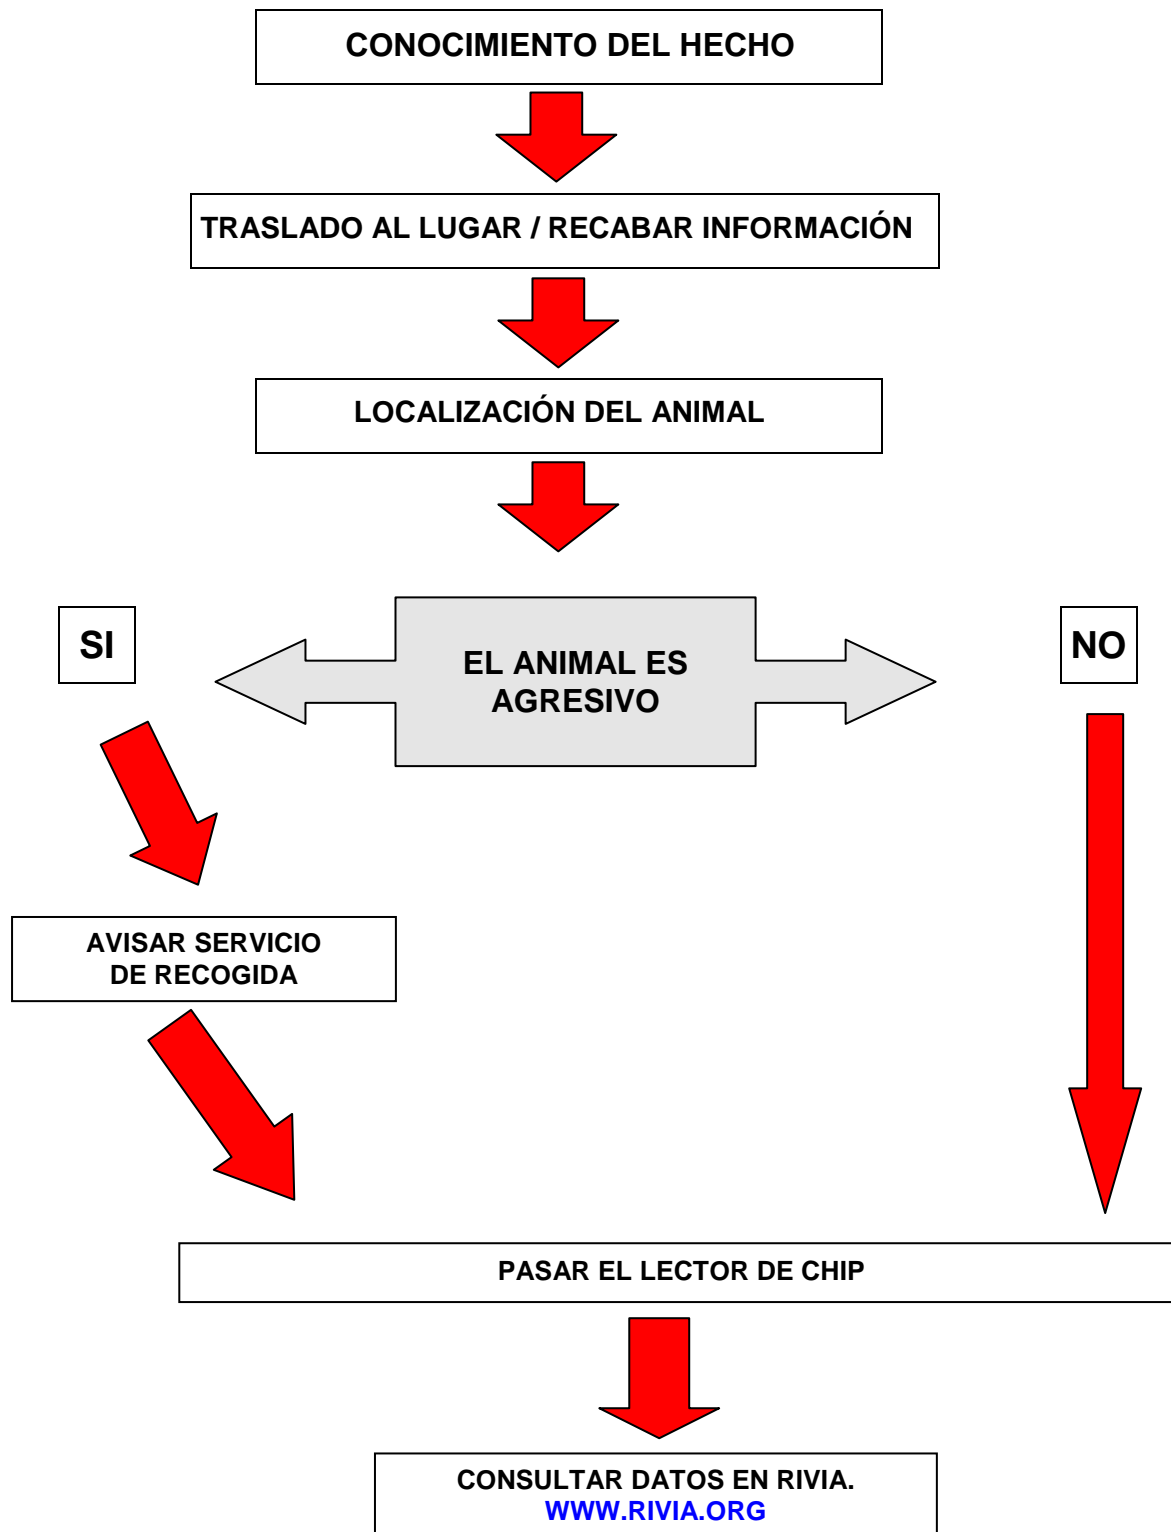 CONOCIMIENTO DEL HECHO
TRASLADO AL LUGAR / RECABAR INFORMACIÓN
LOCALIZACIÓN DEL ANIMAL
SI
EL ANIMAL ES
AGRESIVO
NO
AVISAR SERVICIO
DE RECOGIDA
PASAR EL LECTOR DE CHIP
CONSULTAR DATOS EN RIVIA.
WWW.RIVIA.ORG